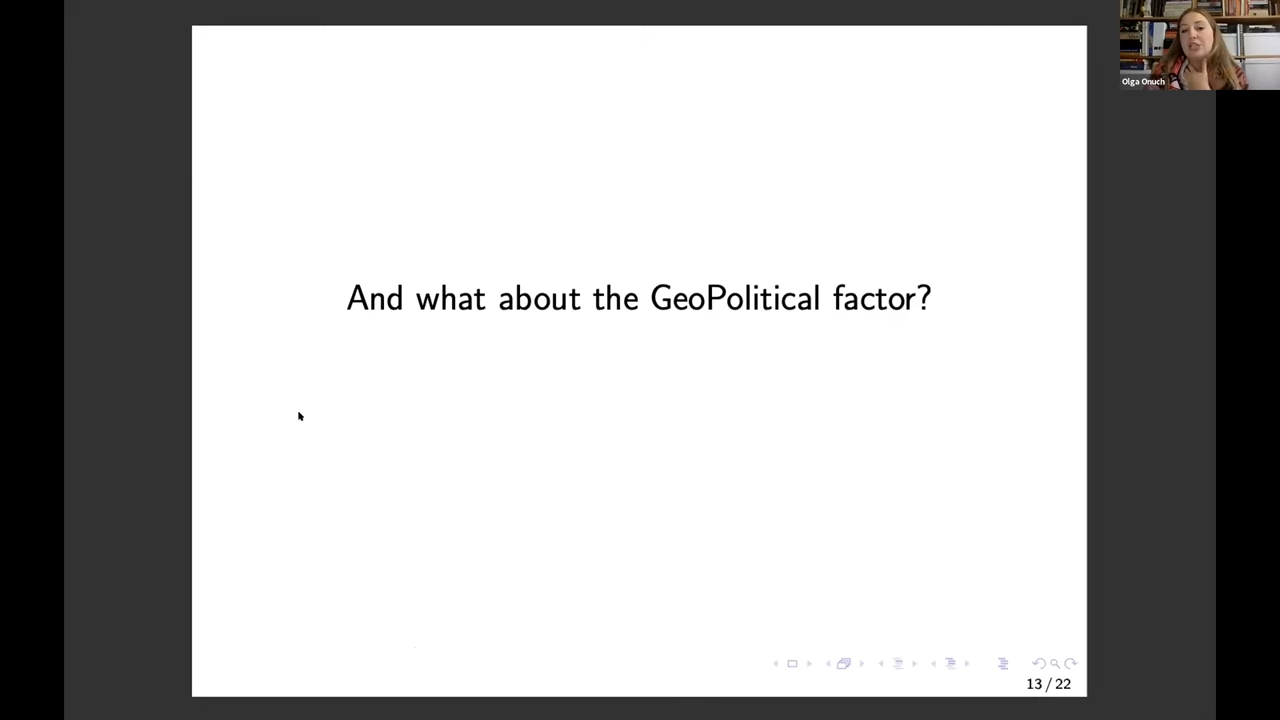 Olga Onuch
And what about the GeoPolitical factor?
13 / 22